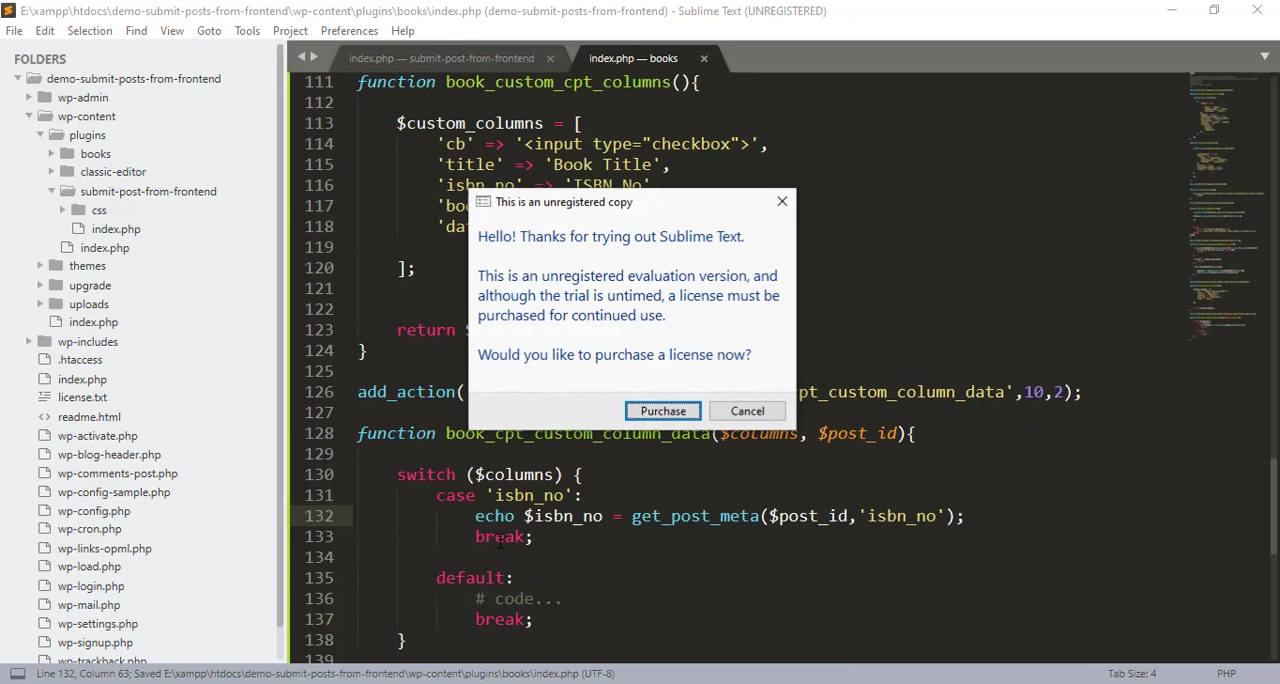 E:\xampp\htdocs\demo-submit-posts-from-frontend\wp-content\plugins\books\index.php (demo-submit-posts-from-frontend) - Sublime Text (UNREGISTERED)
File Edit Selection Find View Goto Tools Project Preferences Help
FOLDERS
demo-submit-posts-from-frontend
wp-admin
wp-content
plugins
books
classic-editor
submit-post-from-frontend
css
index.php
index.php
themes
upgrade
uploads
index.php
wp-includes
.htaccess
index.php
license.txt
readme.html
wp-activate.php
wp-blog-header.php
wp-comments-post.php
wp-config-sample.php
wp-config.php
wp-cron.php
wp-links-opml.php
wp-load.php
wp-login.php
wp-mail.php
wp-settings.php
wp-signup.php
wp-trackback.php
index.php — submit-post-from-frontend
index.php — books
111 function book_custom_cpt_columns(){
112
113 $custom_columns = [
114 'cb' => '<input type="checkbox">',
115 'title' => 'Book Title',
116 'isbn_no' => 'ISBN No',
117 'bo
118 'da
119
120 ];
121
122
123 return $
124 }
125
126 add_action( pt_custom_column_data',10,2);
127
128 function book_cpt_custom_column_data($columns, $post_id){
129
130 switch ($columns) {
131 case 'isbn_no':
132 echo $isbn_no = get_post_meta($post_id,'isbn_no');
133 break;
134
135 default:
136 # code...
137 break;
138 }
139
This is an unregistered copy
Hello! Thanks for trying out Sublime Text.
This is an unregistered evaluation version, and
although the trial is untimed, a license must be
purchased for continued use.
Would you like to purchase a license now?
Purchase Cancel
Line 132, Column 63; Saved E:\xampp\htdocs\demo-submit-posts-from-frontend\wp-content\plugins\books\index.php (UTF-8)
Tab Size: 4
PHP